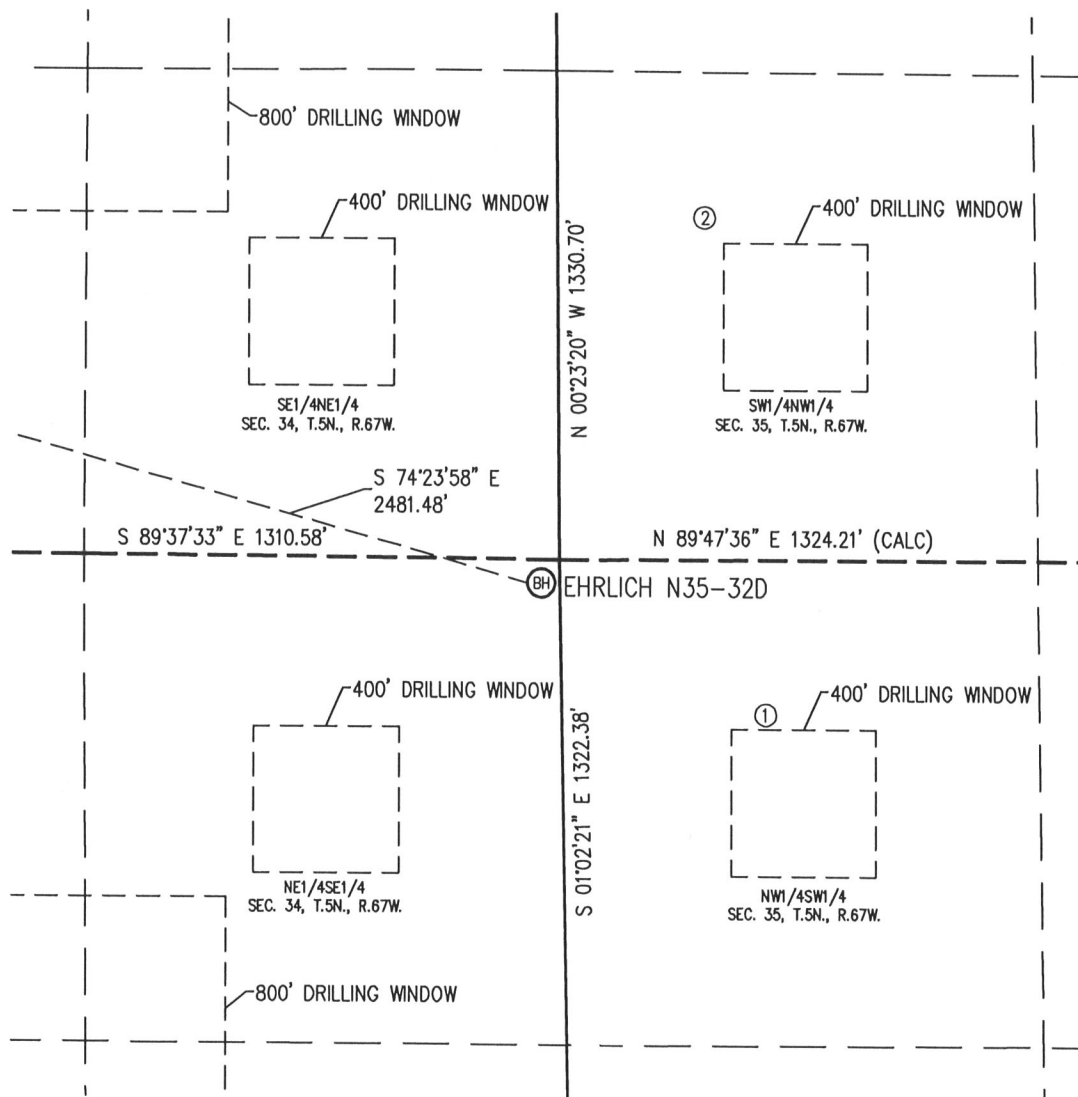 800' DRILLING WINDOW
400' DRILLING WINDOW
② 400' DRILLING WINDOW
N 00°23'20" W 1330.70'
SE1/4NE1/4
SEC. 34, T.5N., R.67W.
SW1/4NW1/4
SEC. 35, T.5N., R.67W.
S 74°23'58" E
2481.48'
S 89°37'33" E 1310.58'
N 89°47'36" E 1324.21' (CALC)
BH EHRLICH N35-32D
400' DRILLING WINDOW
① 400' DRILLING WINDOW
S 01°02'21" E 1322.38'
NE1/4SE1/4
SEC. 34, T.5N., R.67W.
NW1/4SW1/4
SEC. 35, T.5N., R.67W.
800' DRILLING WINDOW